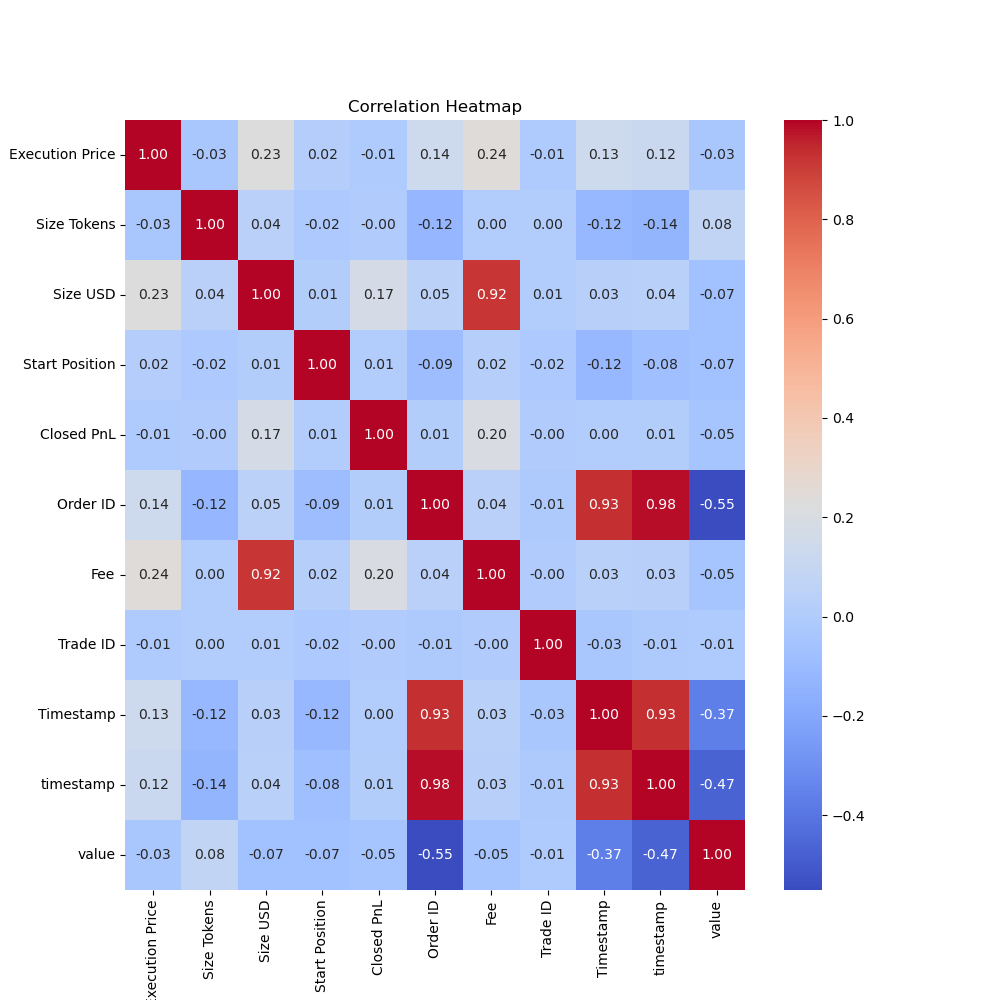 Correlation Heatmap
Execution Price 1.00 -0.03 0.23 0.02 -0.01 0.14 0.24 -0.01 0.13 0.12 -0.03
Size Tokens -0.03 1.00 0.04 -0.02 -0.00 -0.12 0.00 0.00 -0.12 -0.14 0.08
Size USD 0.23 0.04 1.00 0.01 0.17 0.05 0.92 0.01 0.03 0.04 -0.07
Start Position 0.02 -0.02 0.01 1.00 0.01 -0.09 0.02 -0.02 -0.12 -0.08 -0.07
Closed PnL -0.01 -0.00 0.17 0.01 1.00 0.01 0.20 -0.00 0.00 0.01 -0.05
Order ID 0.14 -0.12 0.05 -0.09 0.01 1.00 0.04 -0.01 0.93 0.98 -0.55
Fee 0.24 0.00 0.92 0.02 0.20 0.04 1.00 -0.00 0.03 0.03 -0.05
Trade ID -0.01 0.00 0.01 -0.02 -0.00 -0.01 -0.00 1.00 -0.03 -0.01 -0.01
Timestamp 0.13 -0.12 0.03 -0.12 0.00 0.93 0.03 -0.03 1.00 0.93 -0.37
timestamp 0.12 -0.14 0.04 -0.08 0.01 0.98 0.03 -0.01 0.93 1.00 -0.47
value -0.03 0.08 -0.07 -0.07 -0.05 -0.55 -0.05 -0.01 -0.37 -0.47 1.00
xecution Price
Size Tokens
Size USD
Start Position
Closed PnL
Order ID
Fee
Trade ID
Timestamp
timestamp
value
1.0
0.8
0.6
0.4
0.2
0.0
−0.2
−0.4